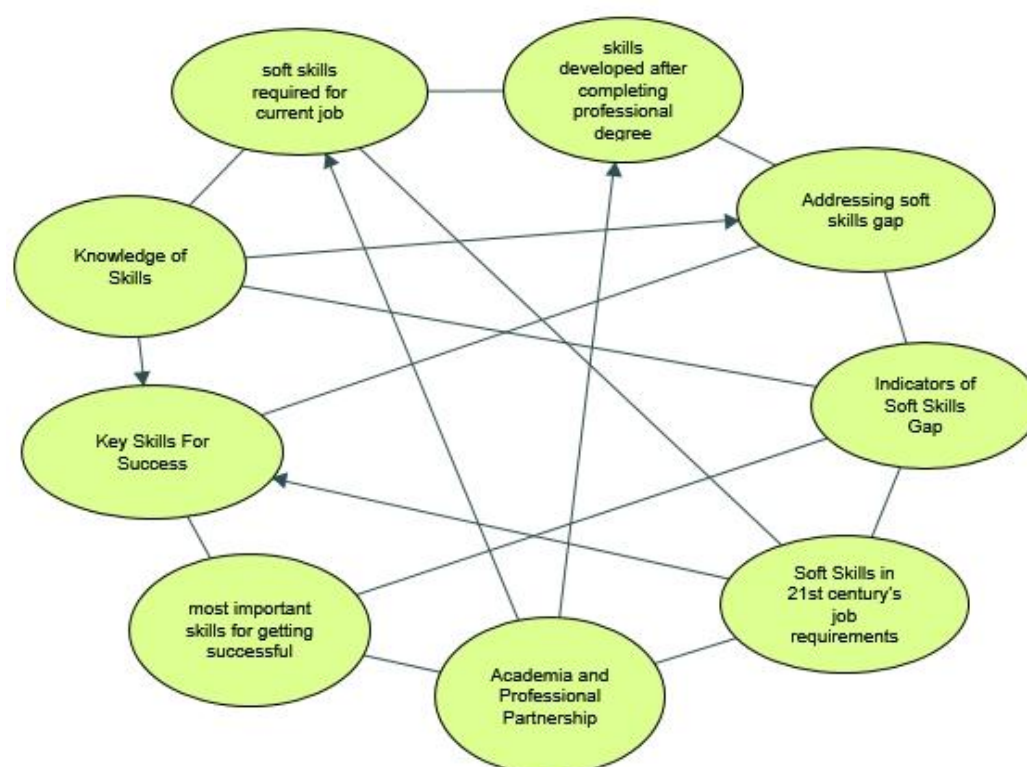 soft skills
required for
current job
skills
developed after
completing
professional
degree
Addressing soft
skills gap
Knowledge of
Skills
Indicators of
Soft Skills
Gap
Key Skills For
Success
Soft Skills in
21st century's
job
requirements
most important
skills for getting
successful
Academia and
Professional
Partnership